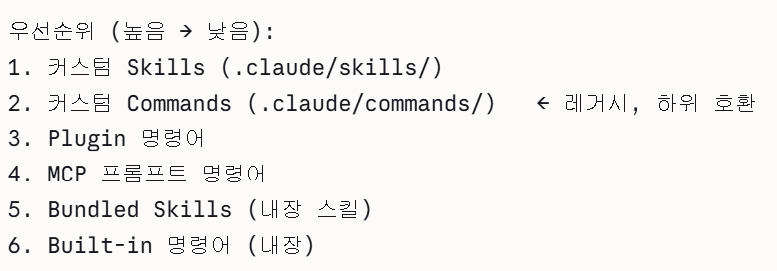 우선순위 (높음 → 낮음):
1. 커스텀 Skills (.claude/skills/)
2. 커스텀 Commands (.claude/commands/)   ← 레거시, 하위 호환
3. Plugin 명령어
4. MCP 프롬프트 명령어
5. Bundled Skills (내장 스킬)
6. Built-in 명령어 (내장)